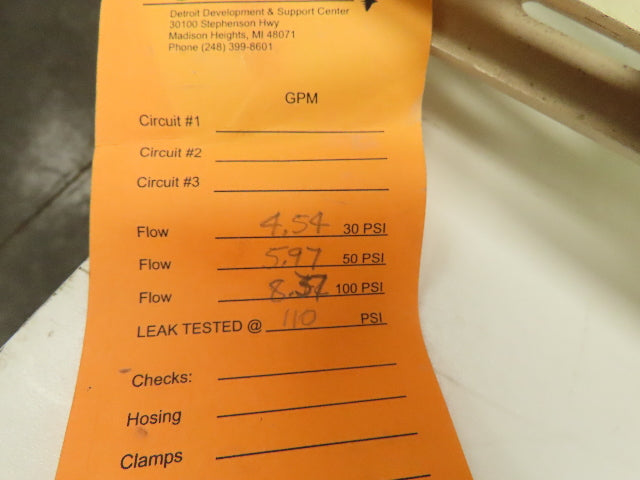 Detroit Development & Support Center
30100 Stephenson Hwy
Madison Heights, MI 48071
Phone (248) 399-8601
GPM
Circuit #1
Circuit #2
Circuit #3
Flow 4.54 30 PSI
Flow 5.97 50 PSI
Flow 8.37 100 PSI
LEAK TESTED @ 110 PSI
Checks:
Hosing
Clamps